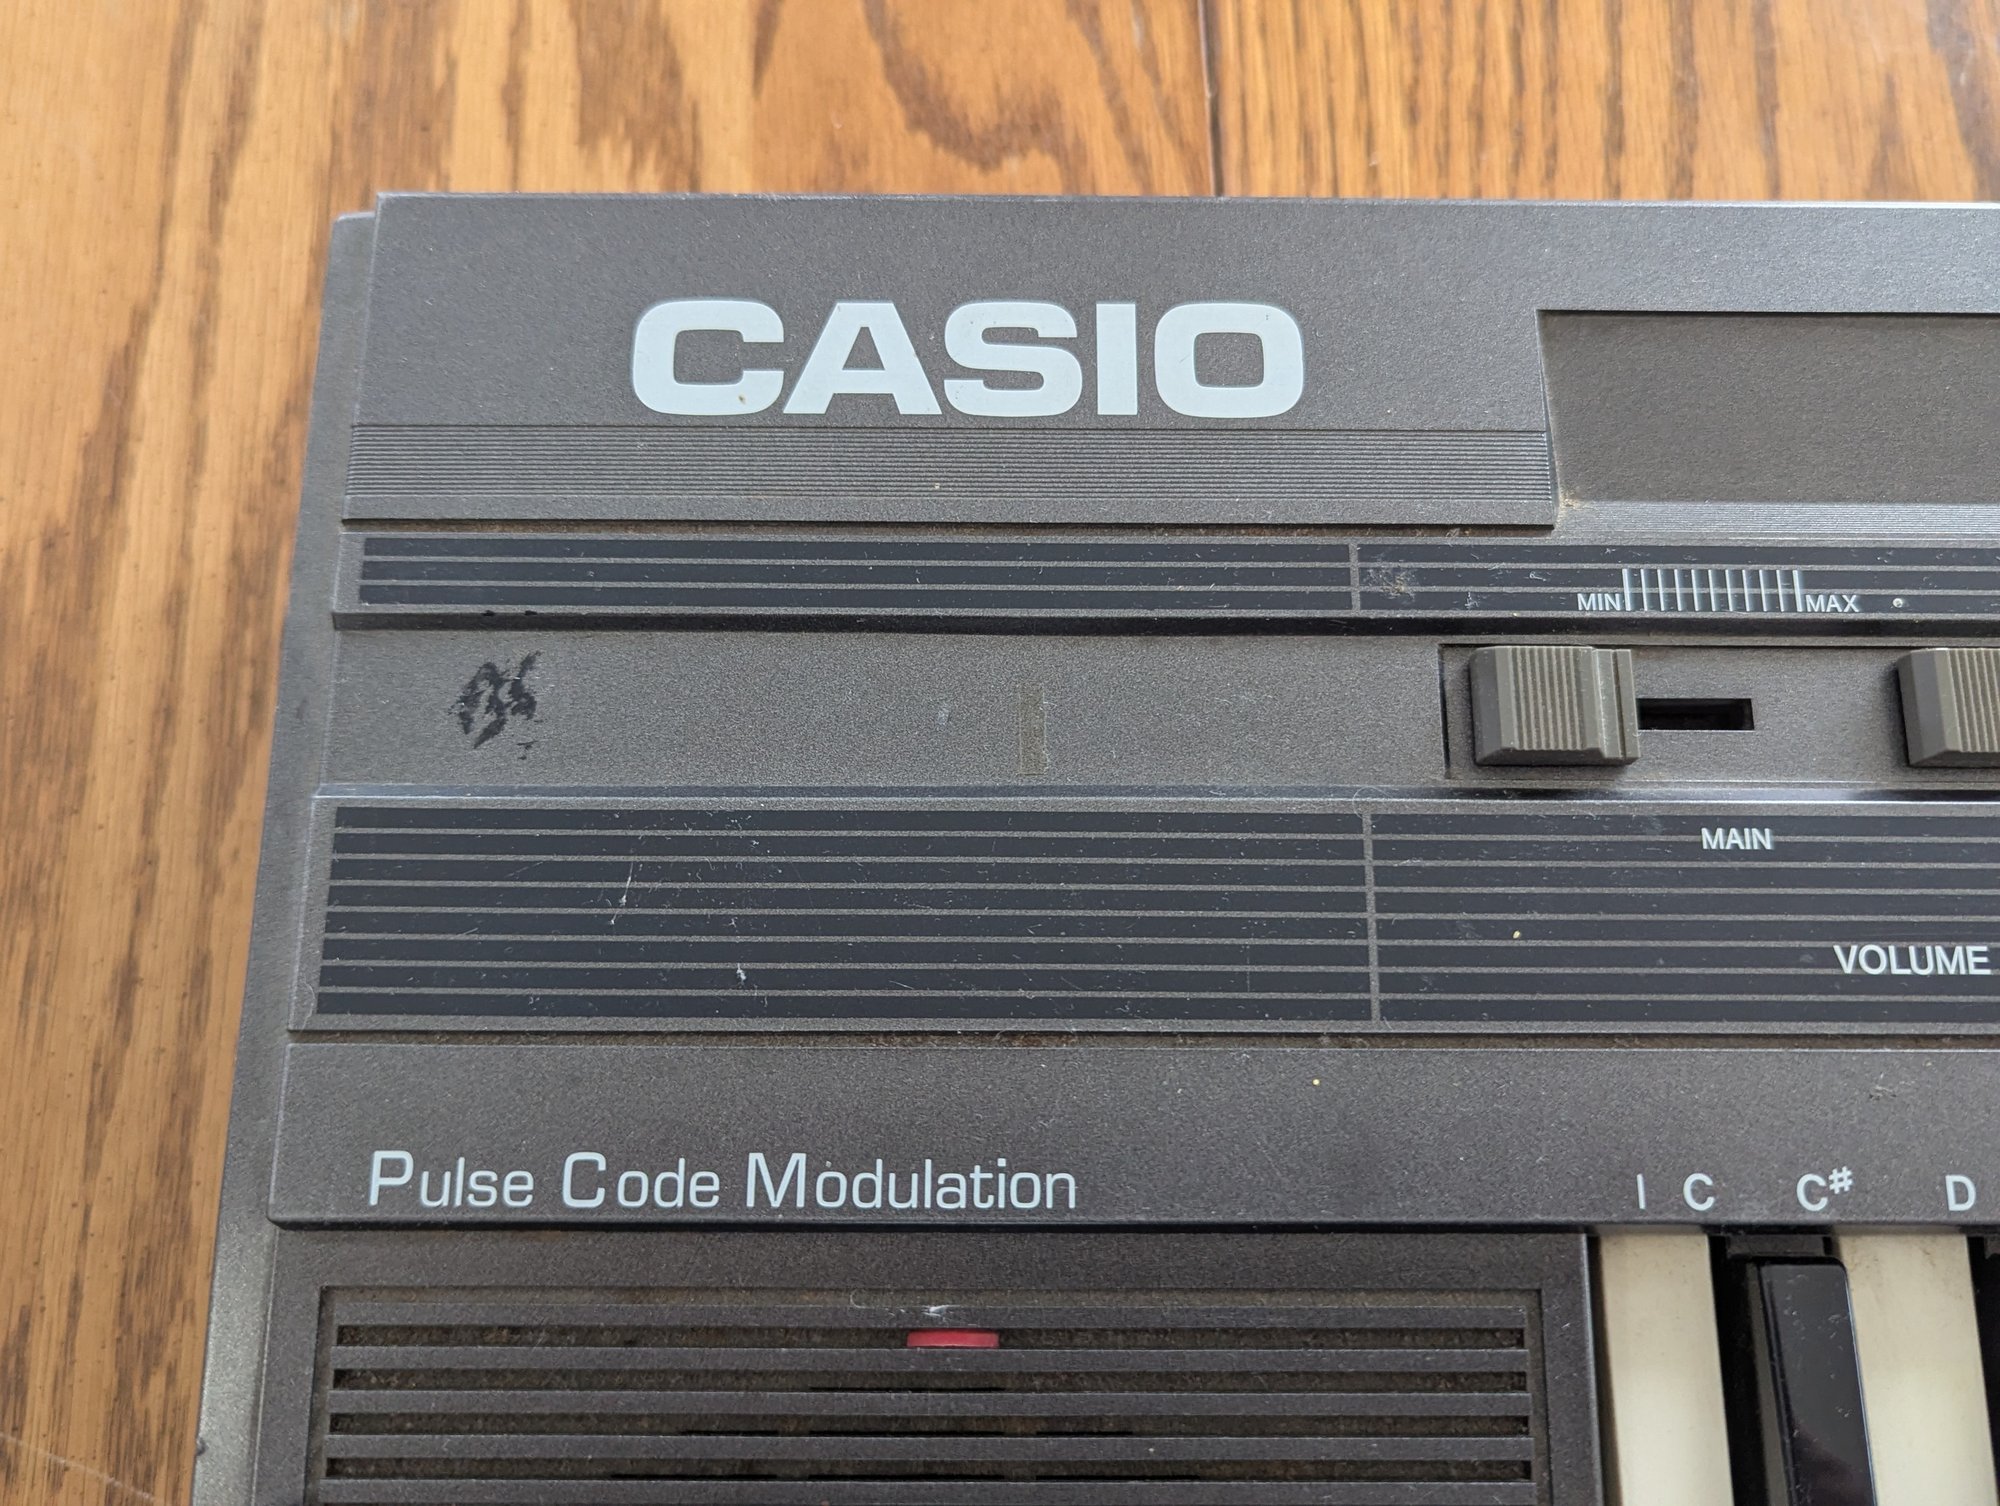 CASIO
MIN MAX
MAIN
VOLUME
Pulse Code Modulation
I C C# D